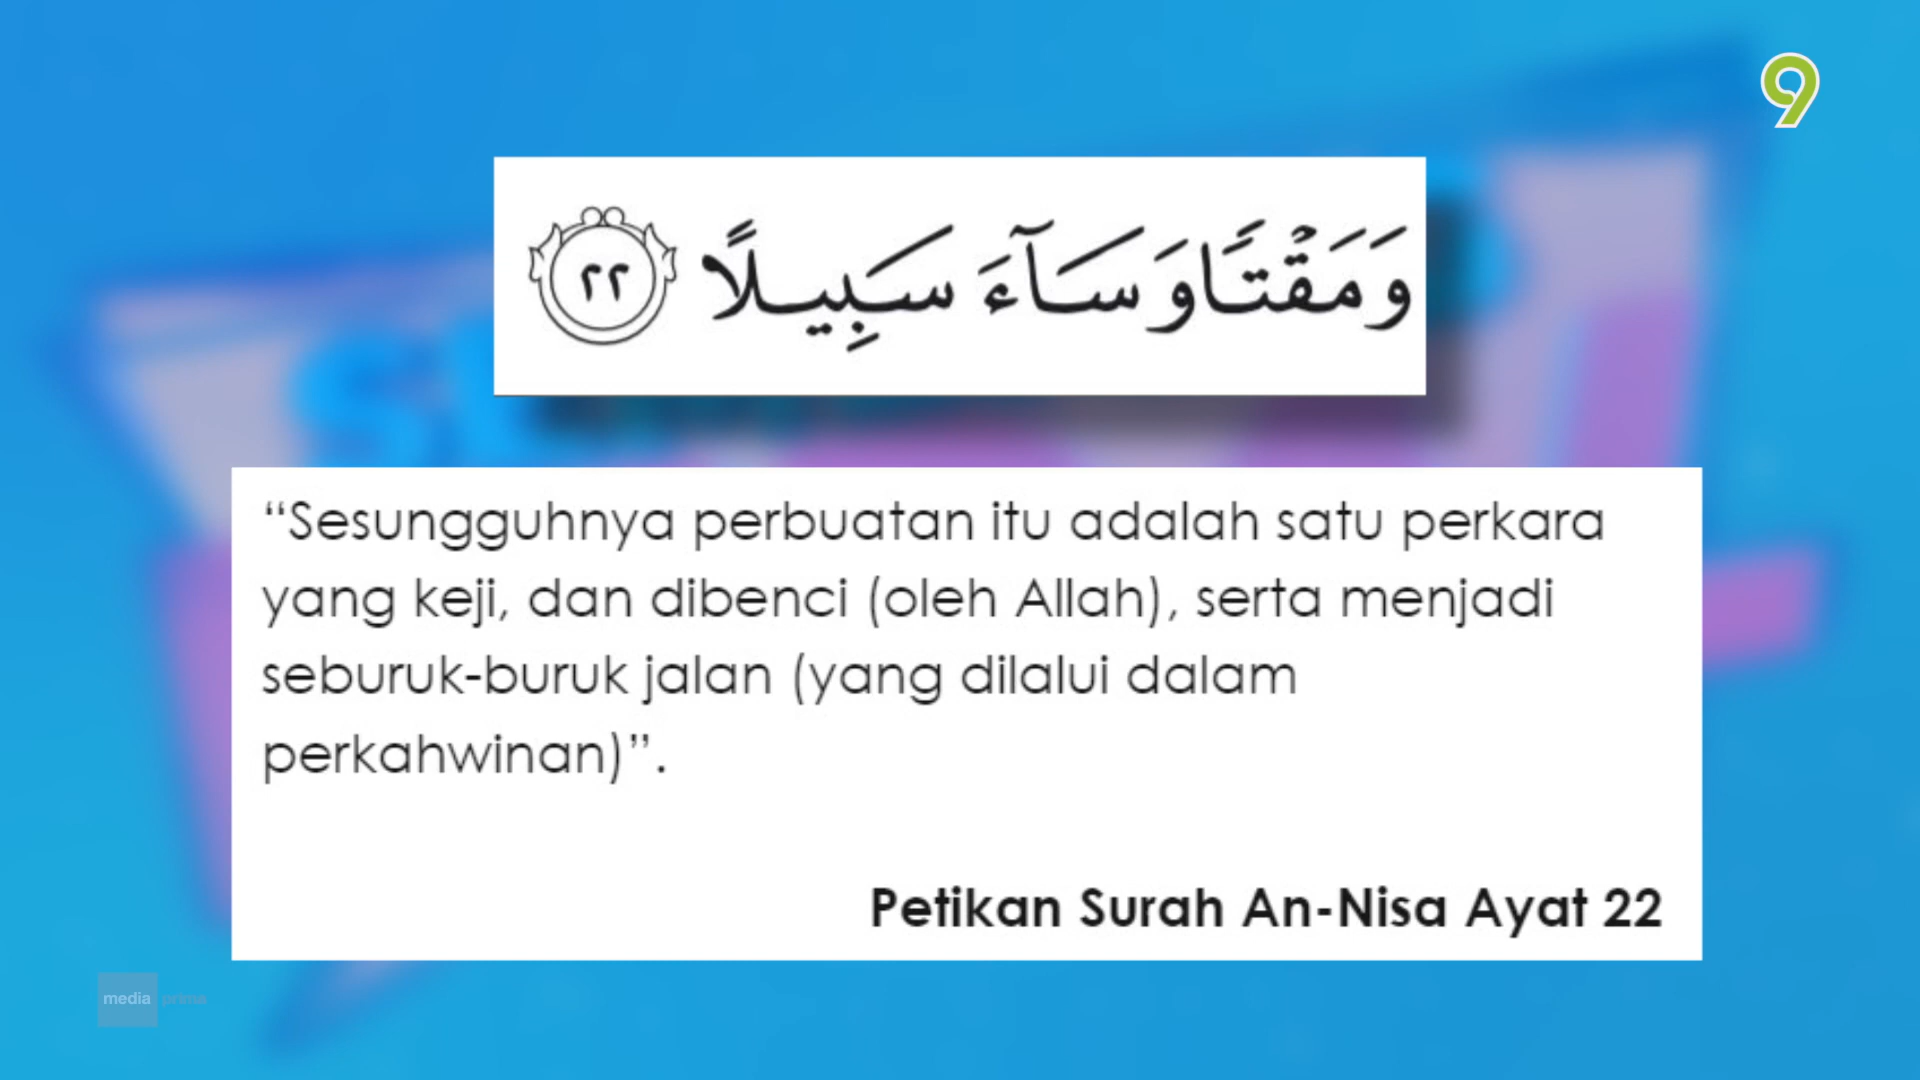 9
وَمَقْتًا وَسَآءَ سَبِيلًا ٢٢
“Sesungguhnya perbuatan itu adalah satu perkara
yang keji, dan dibenci (oleh Allah), serta menjadi
seburuk-buruk jalan (yang dilalui dalam
perkahwinan)”.
Petikan Surah An-Nisa Ayat 22
media prima